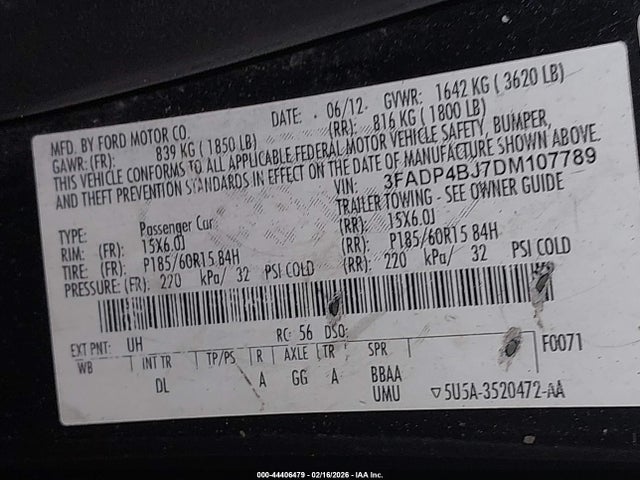 MFD. BY FORD MOTOR CO. DATE: 06/12 GVWR: 1642 KG ( 3620 LB)
GAWR: (FR): 839 KG ( 1850 LB) (RR): 816 KG ( 1800 LB)
THIS VEHICLE CONFORMS TO ALL APPLICABLE FEDERAL MOTOR VEHICLE SAFETY, BUMPER,
AND THEFT PREVENTION STANDARDS IN EFFECT ON THE DATE OF MANUFACTURE SHOWN ABOVE.
VIN: 3FADP4BJ7DM107789
TYPE: Passenger Car TRAILER TOWING - SEE OWNER GUIDE
RIM: (FR): 15X6.0J (RR): 15X6.0J
TIRE: (FR): P185/60R15 84H (RR): P185/60R15 84H
PRESSURE: (FR): 220 kPa/ 32 PSI COLD (RR): 220 kPa/ 32 PSI COLD
EXT PNT: UH RC: 56 DSO: F0071
WB INT TR TP/PS R AXLE TR SPR
DL A GG A BBAA
UMU ▽5U5A-3520472-AA
000-44406479 - 02/16/2026 - IAA Inc.